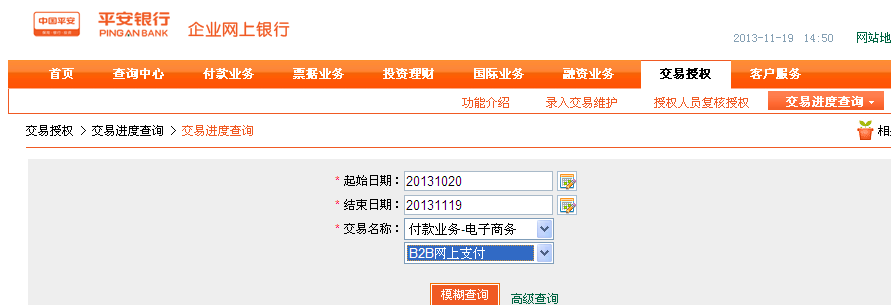 中国平安
平安银行
PINGAN BANK
企业网上银行
2013-11-19 14:50 网站地
首页 查询中心 付款业务 票据业务 投资理财 国际业务 融资业务 交易授权 客户服务
功能介绍 录入交易维护 授权人员复核授权 交易进度查询
交易授权 > 交易进度查询 > 交易进度查询 相
* 起始日期：20131020
* 结束日期：20131119
* 交易名称：付款业务-电子商务
B2B网上支付
模糊查询 高级查询